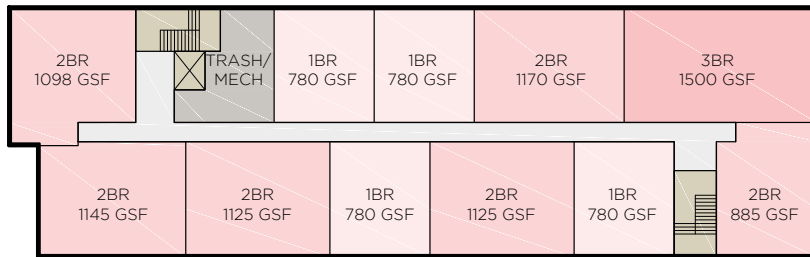 2BR
1098 GSF
TRASH/
MECH
1BR
780 GSF
1BR
780 GSF
2BR
1170 GSF
3BR
1500 GSF
2BR
1145 GSF
2BR
1125 GSF
1BR
780 GSF
2BR
1125 GSF
1BR
780 GSF
2BR
885 GSF